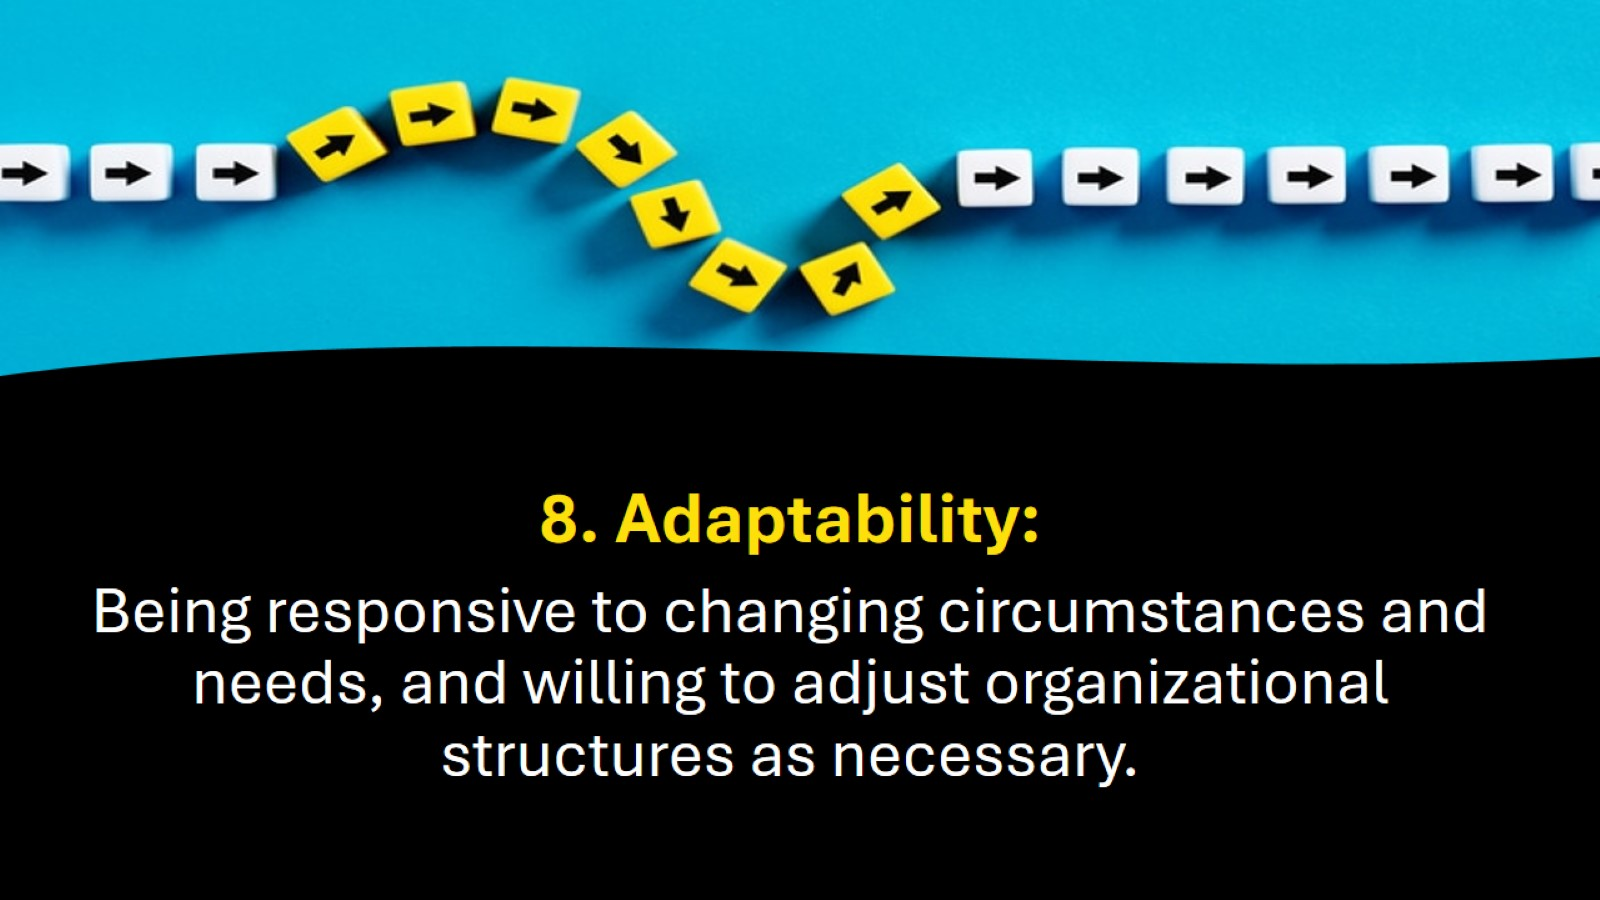 8. Adaptability:
Being responsive to changing circumstances and
needs, and willing to adjust organizational
structures as necessary.